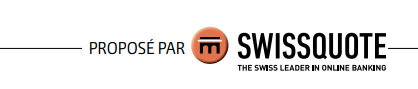 PROPOSÉ PAR SWISSQUOTE
THE SWISS LEADER IN ONLINE BANKING